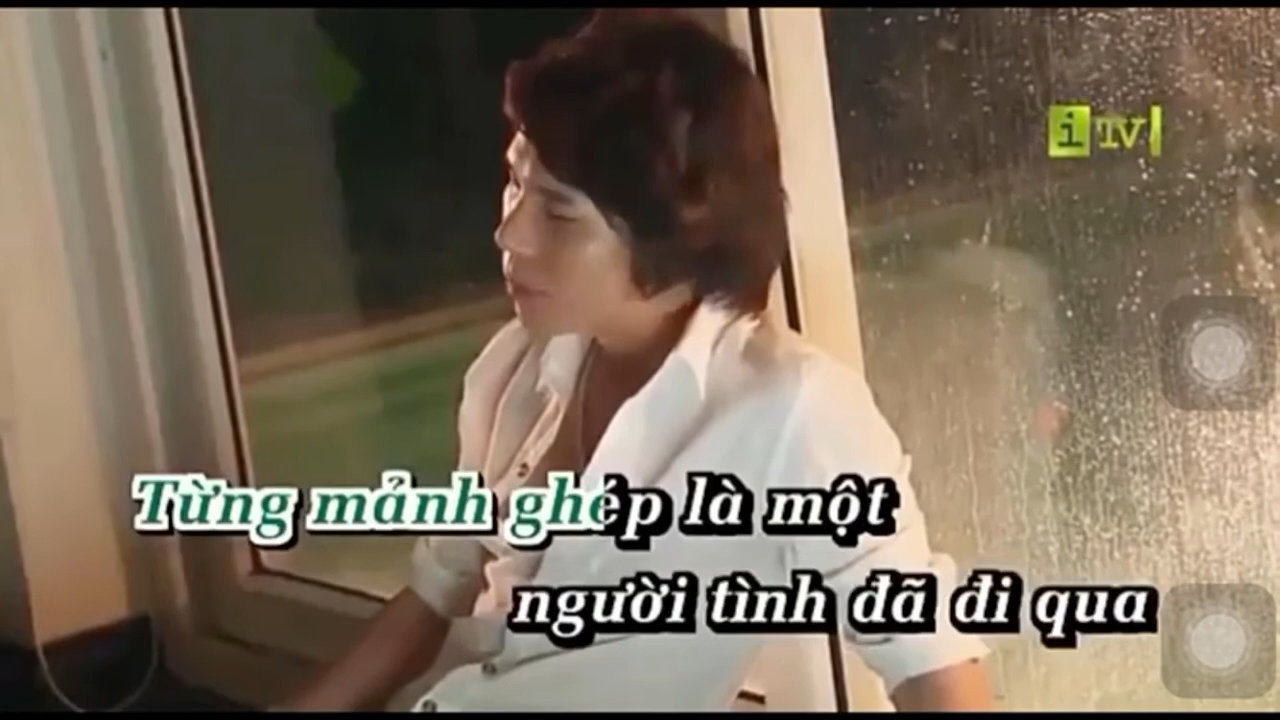 iTV
Từng mảnh ghép là một
người tình đã đi qua